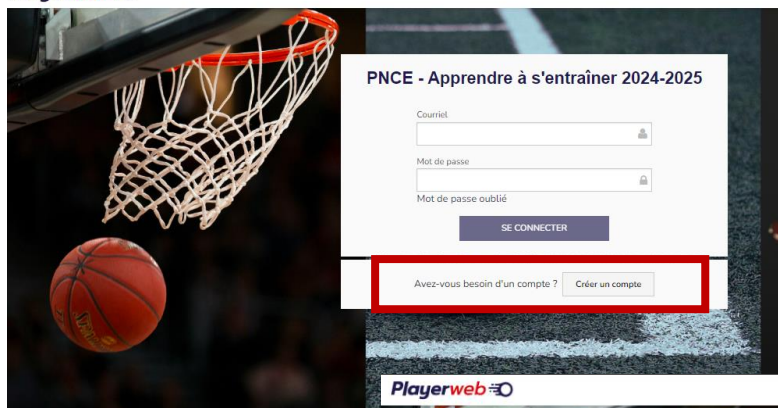 PNCE - Apprendre à s'entraîner 2024-2025
Courriel
Mot de passe
Mot de passe oublié
SE CONNECTER
Avez-vous besoin d'un compte ? Créer un compte
Playerweb